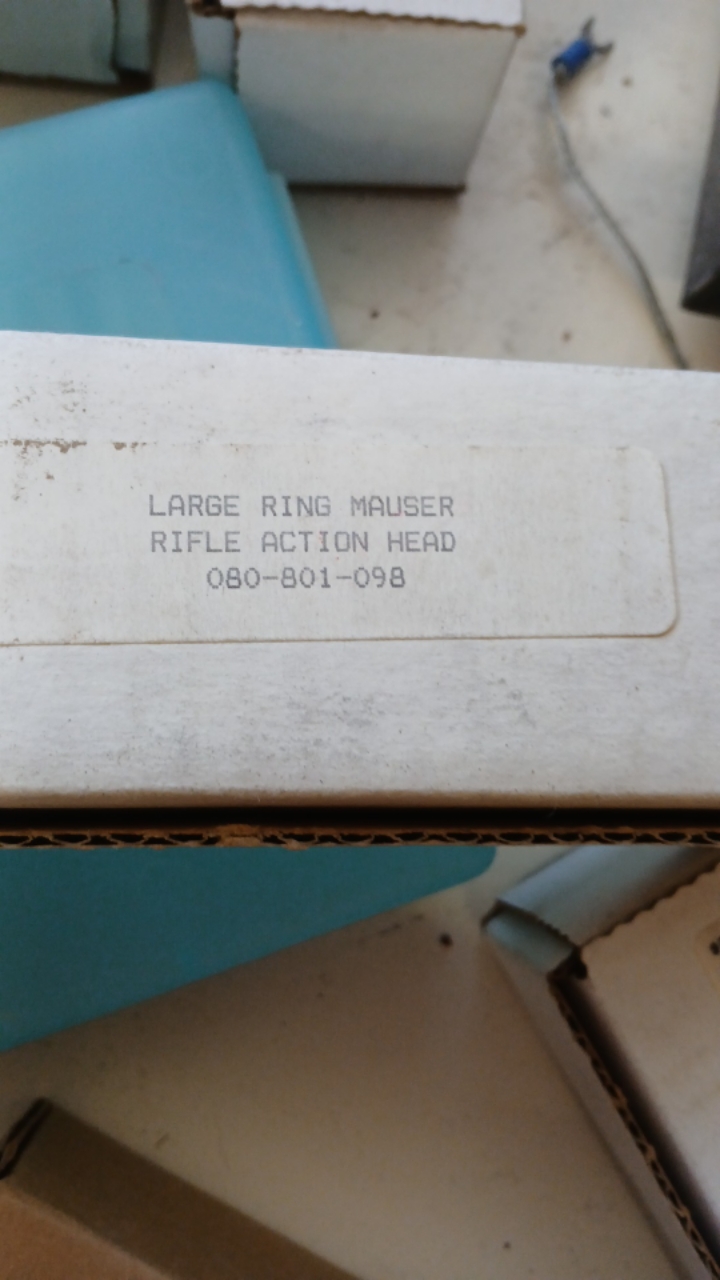 LARGE RING MAUSER
RIFLE ACTION HEAD
080-801-098